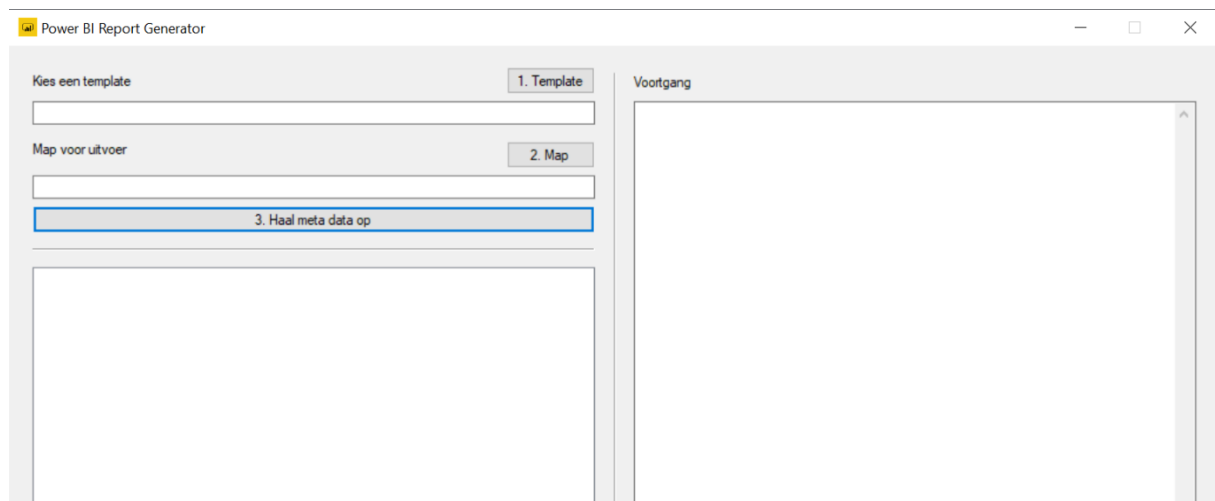 Power BI Report Generator
Kies een template
1. Template
Map voor uitvoer
2. Map
3. Haal meta data op
Voortgang